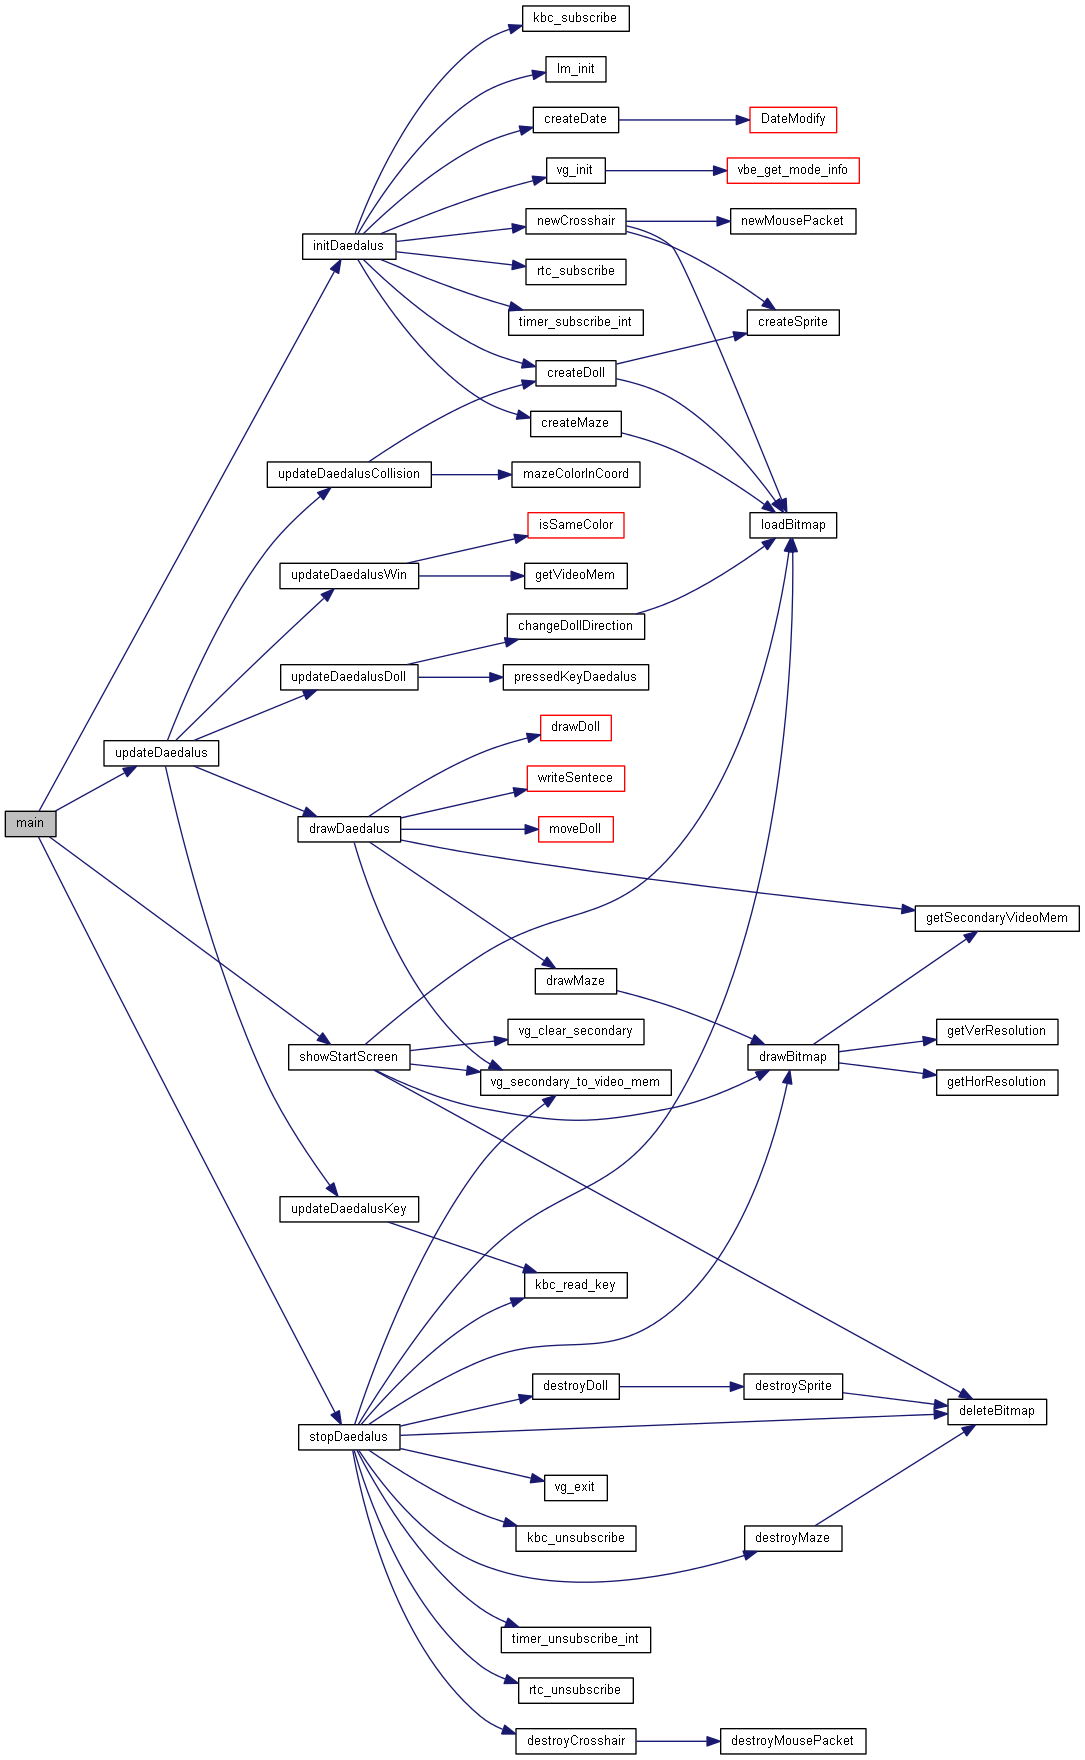 kbc_subscribe
lm_init
createDate
DateModify
vg_init
vbe_get_mode_info
newCrosshair
newMousePacket
initDaedalus
rtc_subscribe
timer_subscribe_int
createSprite
createDoll
createMaze
updateDaedalusCollision
mazeColorInCoord
isSameColor
loadBitmap
updateDaedalusWin
getVideoMem
changeDollDirection
updateDaedalusDoll
pressedKeyDaedalus
drawDoll
updateDaedalus
writeSentece
main
drawDaedalus
moveDoll
getSecondaryVideoMem
drawMaze
vg_clear_secondary
getVerResolution
showStartScreen
drawBitmap
vg_secondary_to_video_mem
getHorResolution
updateDaedalusKey
kbc_read_key
destroyDoll
destroySprite
deleteBitmap
stopDaedalus
vg_exit
kbc_unsubscribe
destroyMaze
timer_unsubscribe_int
rtc_unsubscribe
destroyCrosshair
destroyMousePacket